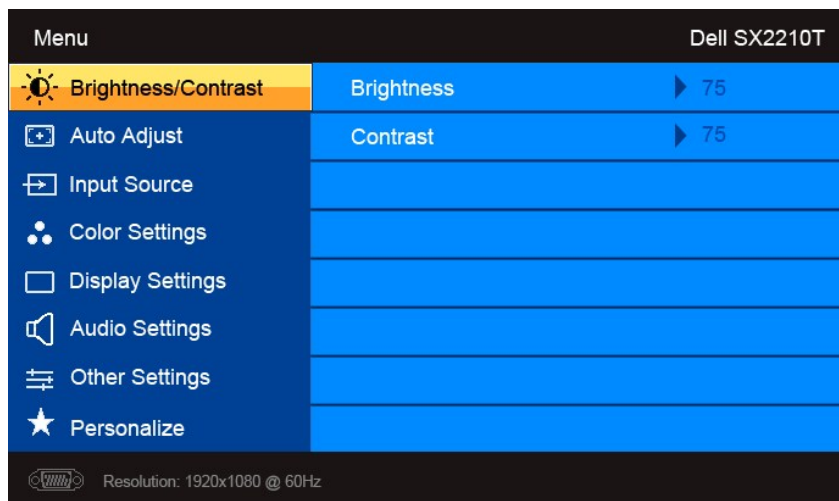 Menu Dell SX2210T
Brightness/Contrast Brightness 75
Auto Adjust Contrast 75
Input Source
Color Settings
Display Settings
Audio Settings
Other Settings
Personalize
Resolution: 1920x1080 @ 60Hz